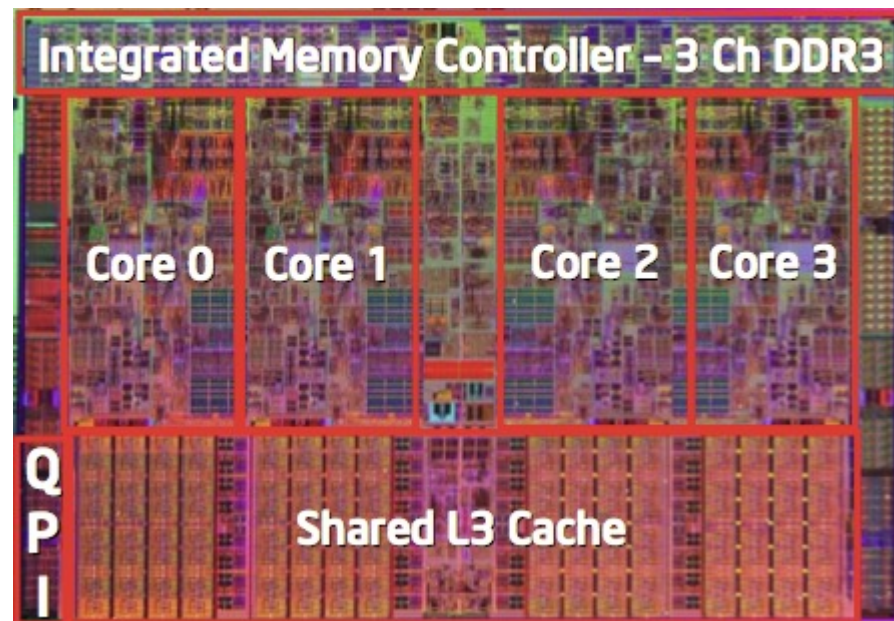 Integrated Memory Controller – 3 Ch DDR3
Core 0
Core 1
Core 2
Core 3
Q
P
I
Shared L3 Cache